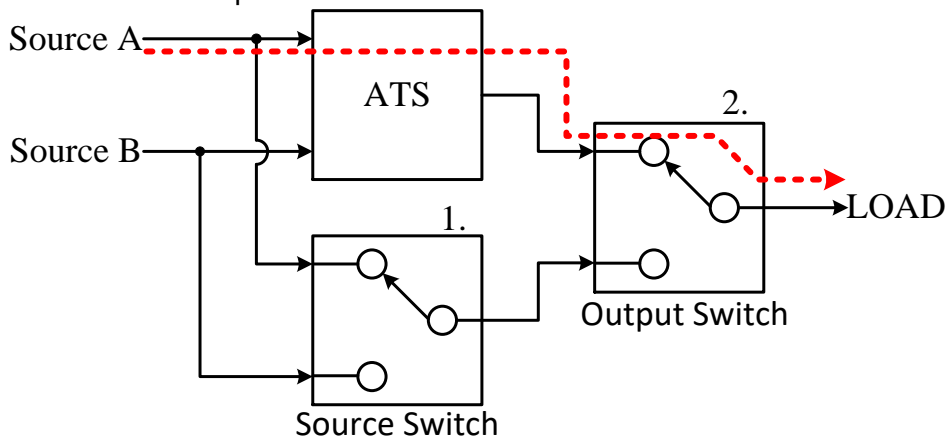 Source A
ATS
2.
Source B
LOAD
1.
Output Switch
Source Switch